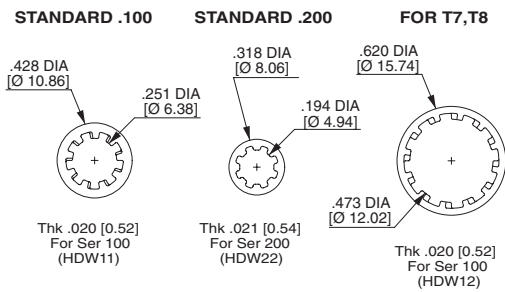 STANDARD .100
.428 DIA
[Ø 10.86]
.251 DIA
[Ø 6.38]
Thk .020 [0.52]
For Ser 100
(HDW11)
STANDARD .200
.318 DIA
[Ø 8.06]
.194 DIA
[Ø 4.94]
Thk .021 [0.54]
For Ser 200
(HDW22)
FOR T7,T8
.620 DIA
[Ø 15.74]
.473 DIA
[Ø 12.02]
Thk .020 [0.52]
For Ser 100
(HDW12)